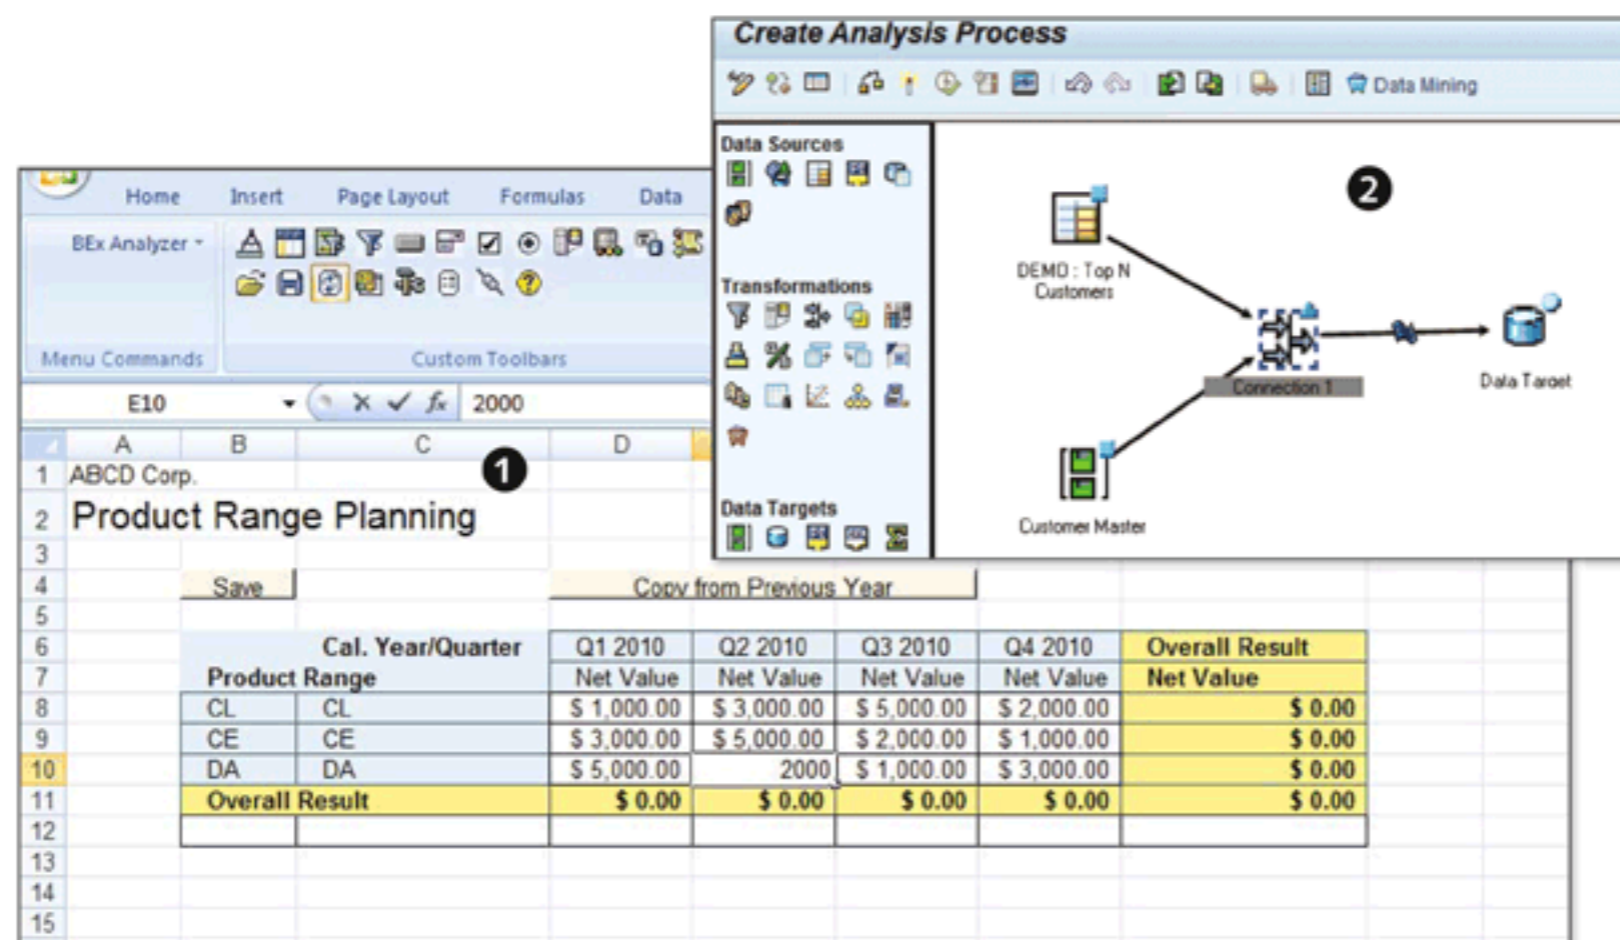 Create Analysis Process
Data Mining
Data Sources
Transformations
Data Targets
2
DEMO : Top N
Customers
Connection 1
Data Target
Customer Master
Home Insert Page Layout Formulas Data
BEx Analyzer
Menu Commands Custom Toolbars
E10 fx 2000
A B C D
1
1 ABCD Corp.
2 Product Range Planning
3
4 Save Copy from Previous Year
5
6 Cal. Year/Quarter Q1 2010 Q2 2010 Q3 2010 Q4 2010 Overall Result
7 Product Range Net Value Net Value Net Value Net Value Net Value
8 CL CL $ 1,000.00 $ 3,000.00 $ 5,000.00 $ 2,000.00 $ 0.00
9 CE CE $ 3,000.00 $ 5,000.00 $ 2,000.00 $ 1,000.00 $ 0.00
10 DA DA $ 5,000.00 2000 $ 1,000.00 $ 3,000.00 $ 0.00
11 Overall Result $ 0.00 $ 0.00 $ 0.00 $ 0.00 $ 0.00
12
13
14
15